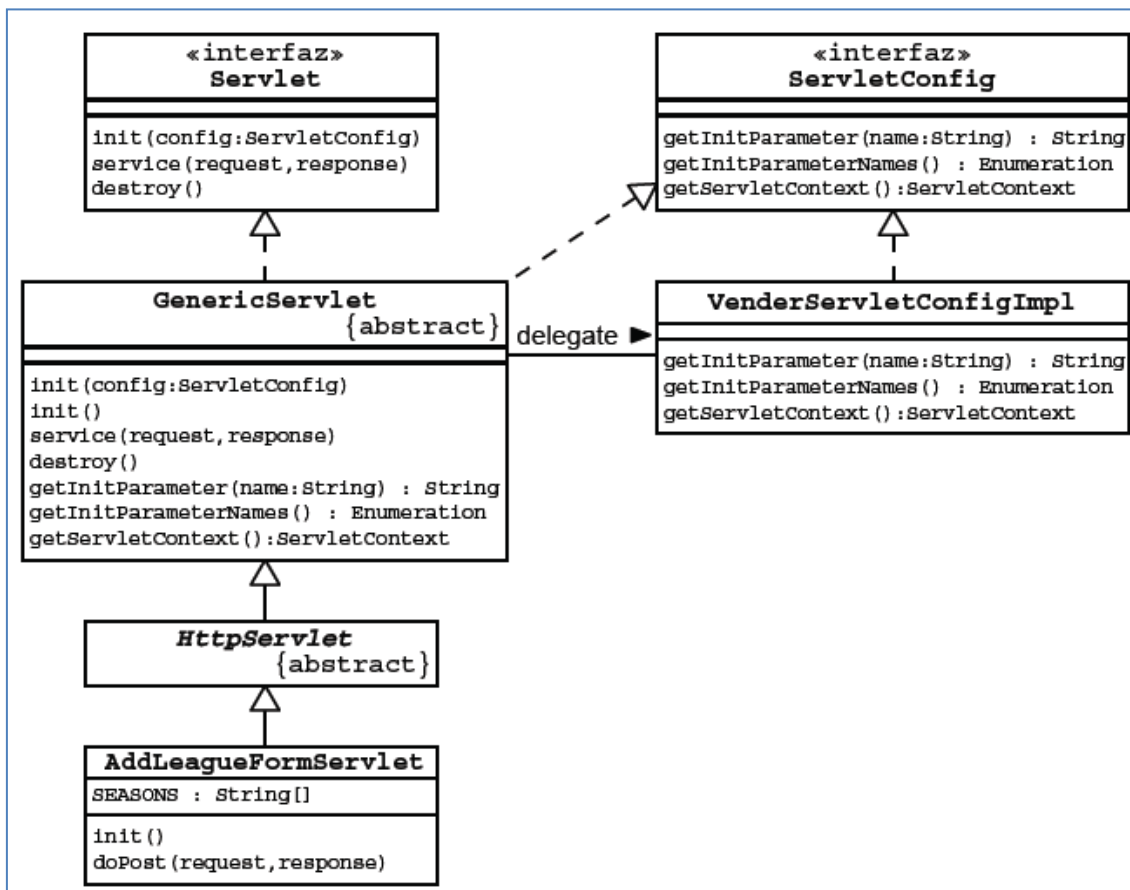 «interfaz»
Servlet
init(config:ServletConfig)
service(request,response)
destroy()
«interfaz»
ServletConfig
getInitParameter(name:String) : String
getInitParameterNames() : Enumeration
getServletContext():ServletContext
GenericServlet
{abstract}
init(config:ServletConfig)
init()
service(request,response)
destroy()
getInitParameter(name:String) : String
getInitParameterNames() : Enumeration
getServletContext():ServletContext
delegate ►
VenderServletConfigImpl
getInitParameter(name:String) : String
getInitParameterNames() : Enumeration
getServletContext():ServletContext
HttpServlet
{abstract}
AddLeagueFormServlet
SEASONS : String[]
init()
doPost(request,response)